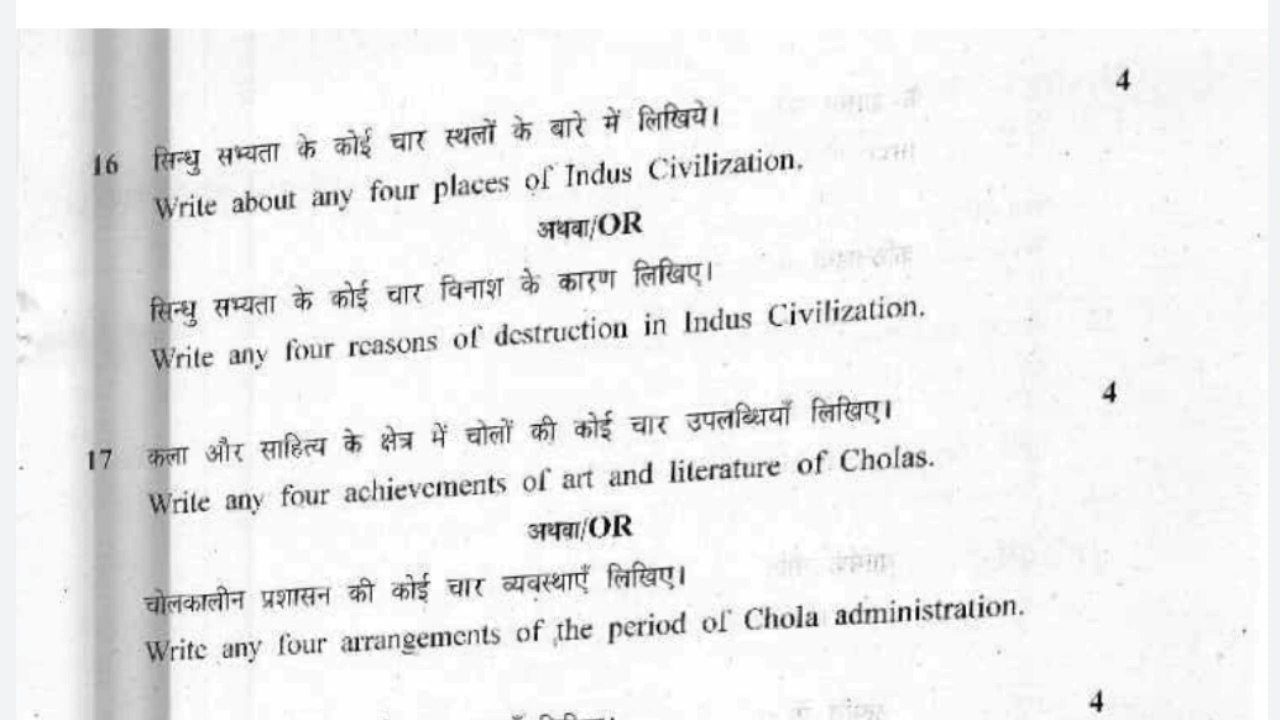 4
16 सिन्धु सभ्यता के कोई चार स्थलों के बारे में लिखिये।
Write about any four places of Indus Civilization.
अथवा/OR
सिन्धु सभ्यता के कोई चार विनाश के कारण लिखिए।
Write any four reasons of destruction in Indus Civilization.
4
17 कला और साहित्य के क्षेत्र में चोलों की कोई चार उपलब्धियाँ लिखिए।
Write any four achievements of art and literature of Cholas.
अथवा/OR
चोलकालीन प्रशासन की कोई चार व्यवस्थाएँ लिखिए।
Write any four arrangements of the period of Chola administration.
4